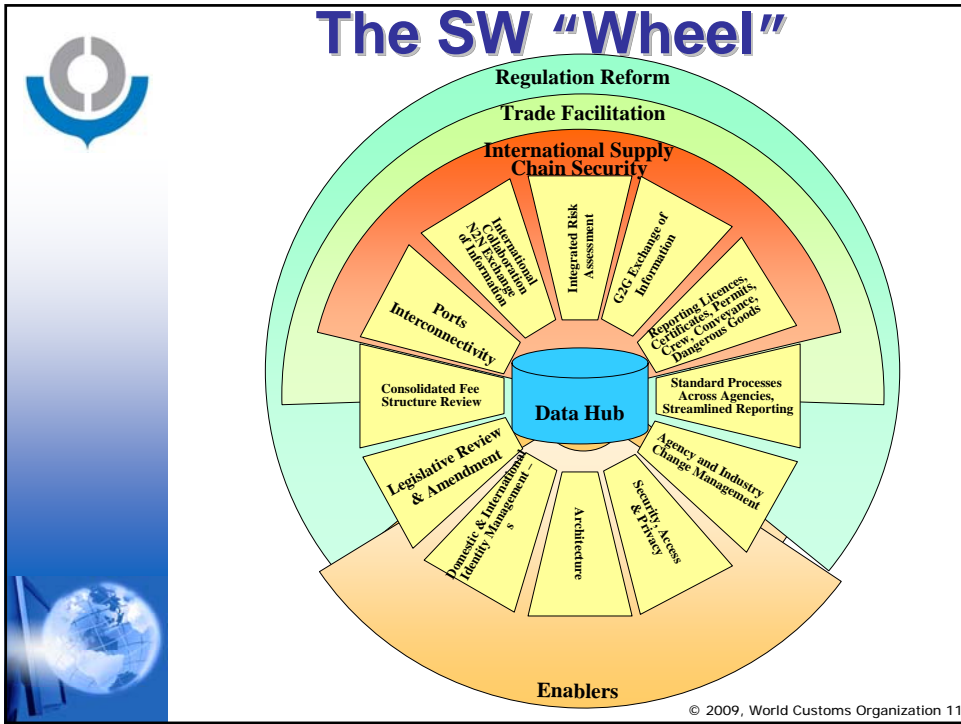 The SW “Wheel”
Regulation Reform
Trade Facilitation
International Supply
Chain Security
International
Collaboration
N2N Exchange
of Information
Integrated Risk
Assessment
G2G Exchange of
Information
Ports
Interconnectivity
Reporting Licences,
Certificates, Permits,
Crew, Conveyance,
Dangerous Goods
Consolidated Fee
Structure Review
Data Hub
Standard Processes
Across Agencies,
Streamlined Reporting
Legislative Review
& Amendment
Agency and Industry
Change Management
Domestic & International
Identity Management –
s
Architecture
Security, Access
& Privacy
Enablers
© 2009, World Customs Organization 11